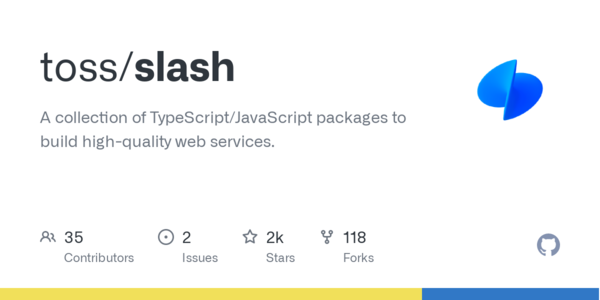 toss/slash
A collection of TypeScript/JavaScript packages to
build high-quality web services.
35 2 2k 118
Contributors Issues Stars Forks